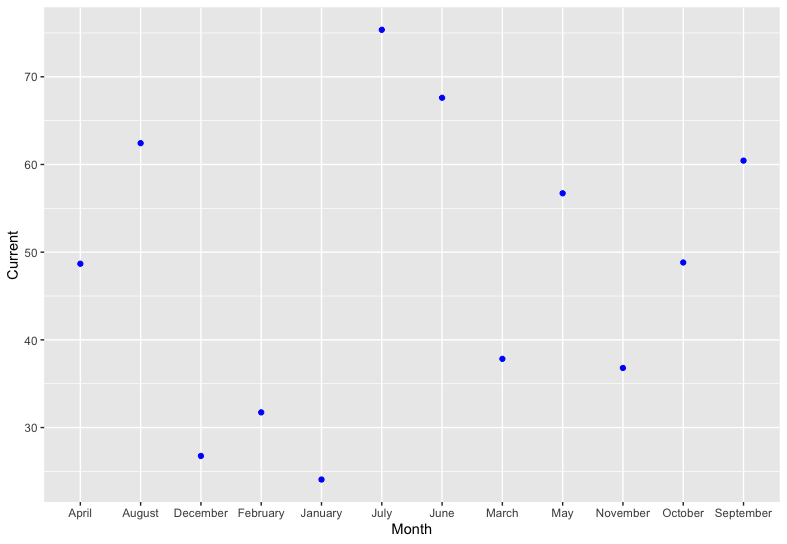 70
60
50
40
30
Current
April August December February January July June March May November October September
Month